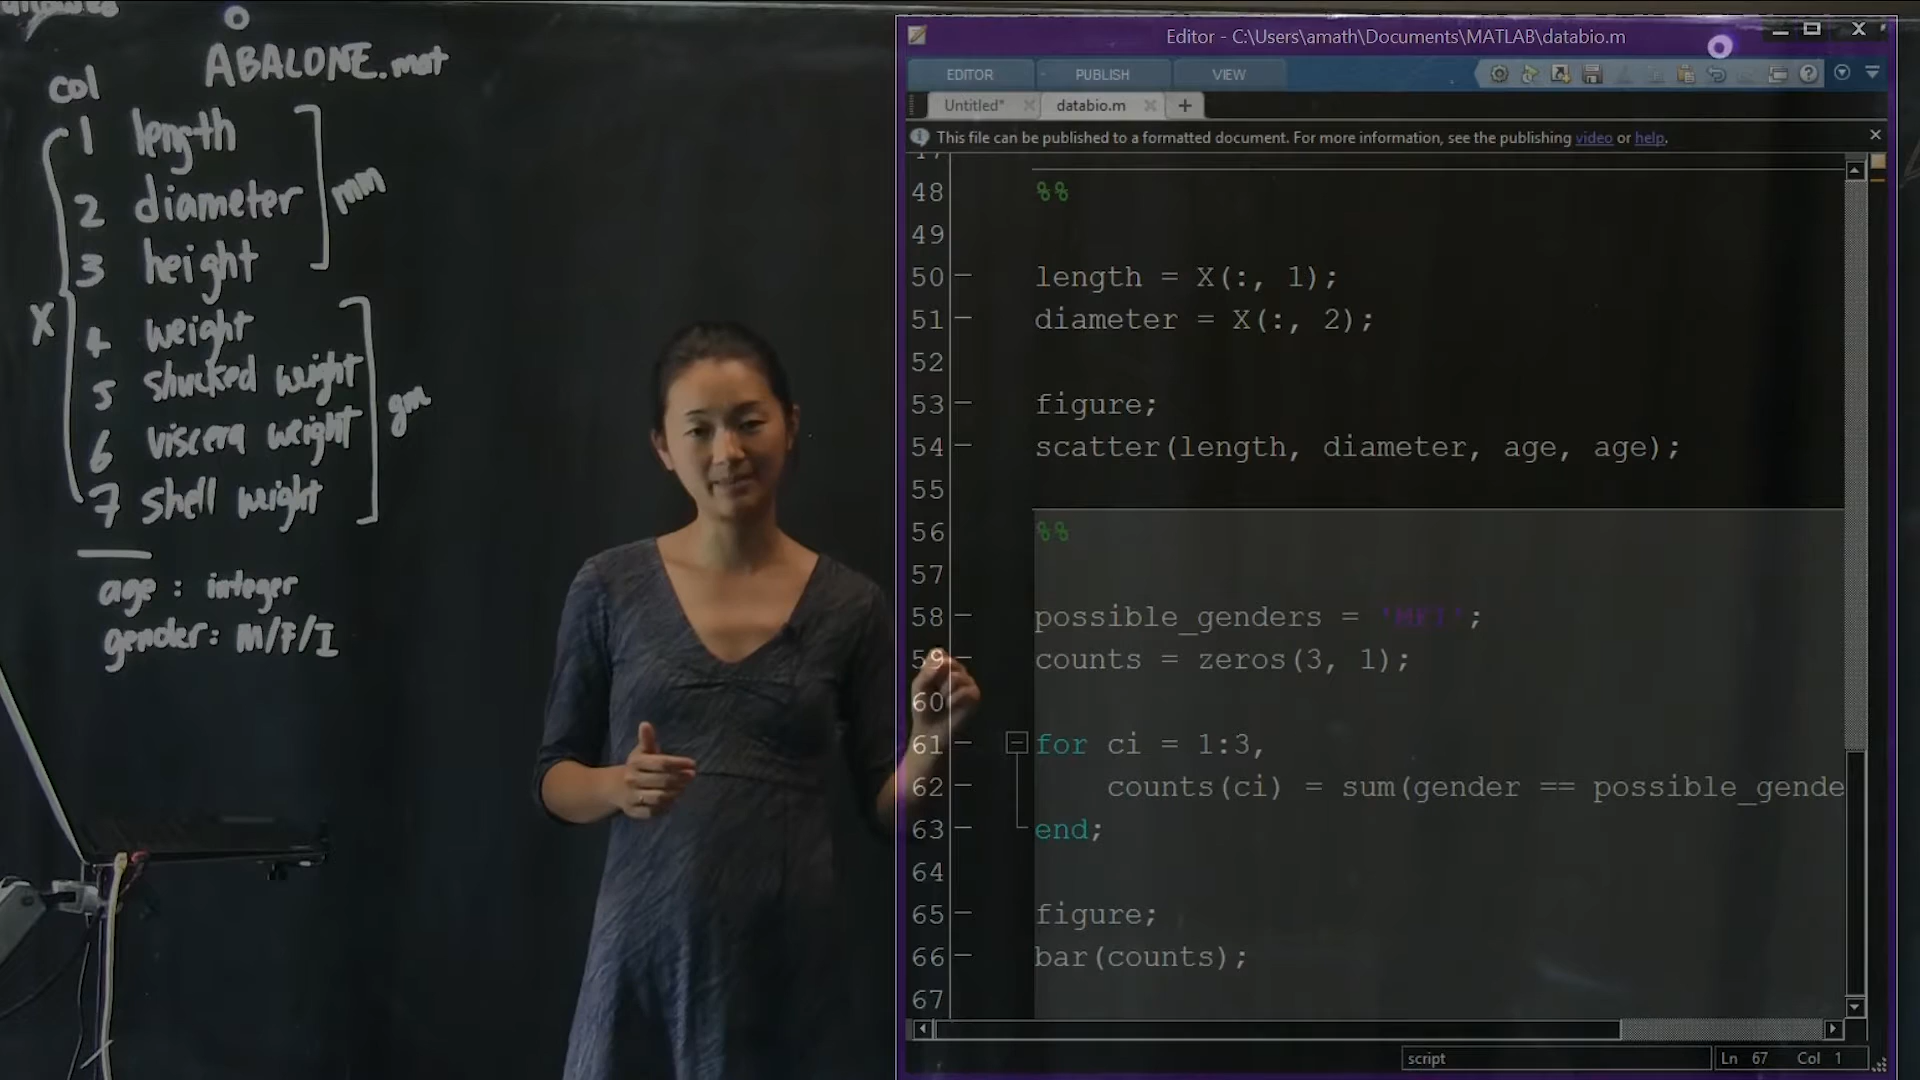 ABALONE.mat
col
1 length
2 diameter
3 height
mm
X
4 weight
5 shucked weight
6 viscera weight
7 shell weight
gm
age : integer
gender: M/F/I
Editor - C:\Users\amath\Documents\MATLAB\databio.m
EDITOR PUBLISH VIEW
Untitled* databio.m
This file can be published to a formatted document. For more information, see the publishing video or help.
47
48 %%
49
50 length = X(:, 1);
51 diameter = X(:, 2);
52
53 figure;
54 scatter(length, diameter, age, age);
55
56 %%
57
58 possible_genders = 'MFI';
59 counts = zeros(3, 1);
60
61 for ci = 1:3,
62 counts(ci) = sum(gender == possible_gende
63 end;
64
65 figure;
66 bar(counts);
67
script Ln 67 Col 1